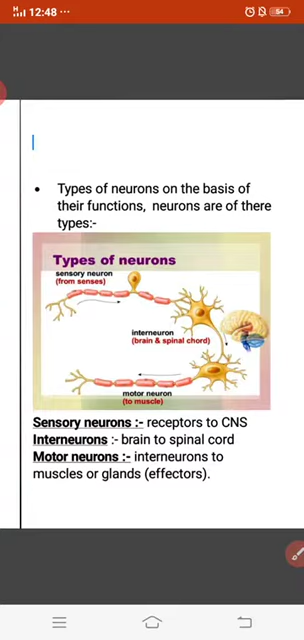 H 12:48 ...
54
• Types of neurons on the basis of
their functions, neurons are of there
types:-
Types of neurons
sensory neuron
(from senses)
interneuron
(brain & spinal chord)
motor neuron
(to muscle)
Sensory neurons :- receptors to CNS
Interneurons :- brain to spinal cord
Motor neurons :- interneurons to
muscles or glands (effectors).